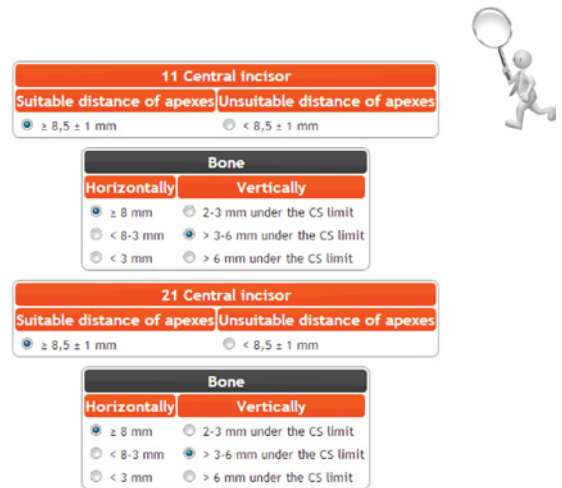 11 Central incisor
Suitable distance of apexes Unsuitable distance of apexes
≥ 8,5 ± 1 mm < 8,5 ± 1 mm
Bone
Horizontally Vertically
≥ 8 mm 2-3 mm under the CS limit
< 8-3 mm > 3-6 mm under the CS limit
< 3 mm > 6 mm under the CS limit
21 Central incisor
Suitable distance of apexes Unsuitable distance of apexes
≥ 8,5 ± 1 mm < 8,5 ± 1 mm
Bone
Horizontally Vertically
≥ 8 mm 2-3 mm under the CS limit
< 8-3 mm > 3-6 mm under the CS limit
< 3 mm > 6 mm under the CS limit